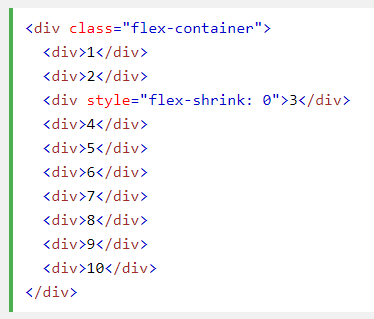 <div class="flex-container">
  <div>1</div>
  <div>2</div>
  <div style="flex-shrink: 0">3</div>
  <div>4</div>
  <div>5</div>
  <div>6</div>
  <div>7</div>
  <div>8</div>
  <div>9</div>
  <div>10</div>
</div>